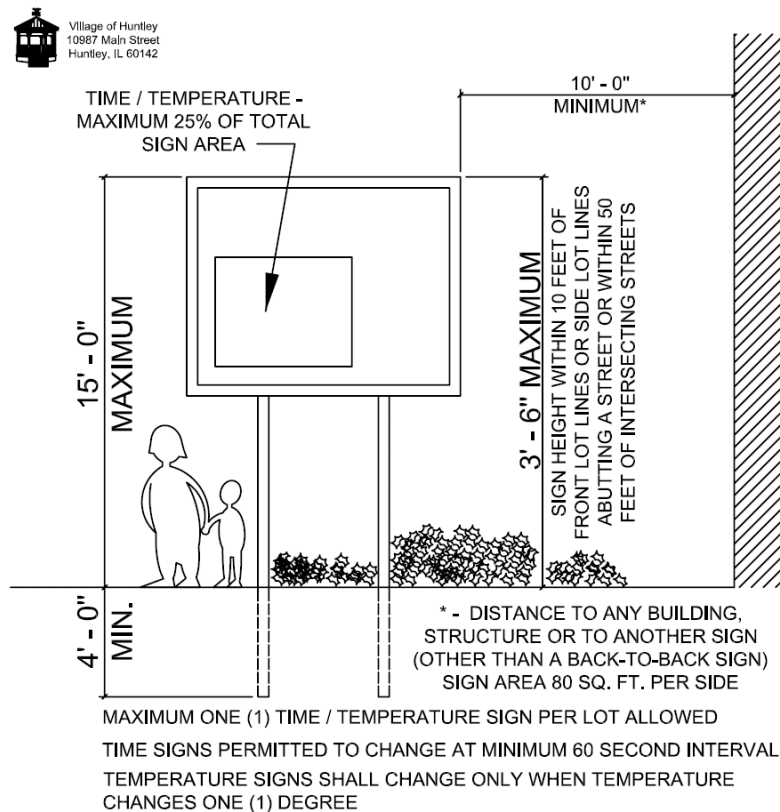 Village of Huntley
10987 Main Street
Huntley, IL 60142
10' - 0"
MINIMUM*
TIME / TEMPERATURE -
MAXIMUM 25% OF TOTAL
SIGN AREA
15' - 0"
MAXIMUM
3' - 6" MAXIMUM
SIGN HEIGHT WITHIN 10 FEET OF
FRONT LOT LINES OR SIDE LOT LINES
ABUTTING A STREET OR WITHIN 50
FEET OF INTERSECTING STREETS
4' - 0"
MIN.
* - DISTANCE TO ANY BUILDING,
STRUCTURE OR TO ANOTHER SIGN
(OTHER THAN A BACK-TO-BACK SIGN)
SIGN AREA 80 SQ. FT. PER SIDE
MAXIMUM ONE (1) TIME / TEMPERATURE SIGN PER LOT ALLOWED
TIME SIGNS PERMITTED TO CHANGE AT MINIMUM 60 SECOND INTERVAL
TEMPERATURE SIGNS SHALL CHANGE ONLY WHEN TEMPERATURE
CHANGES ONE (1) DEGREE